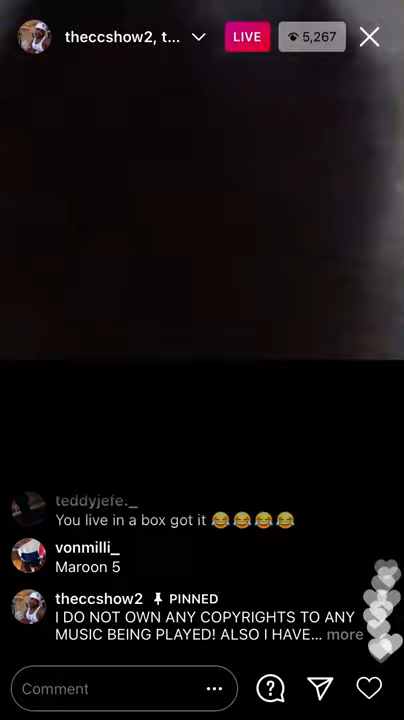 theccshow2, t...
LIVE
5,267
teddyjefe._
You live in a box got it 😂😂😂😂
vonmilli_
Maroon 5
theccshow2 PINNED
I DO NOT OWN ANY COPYRIGHTS TO ANY
MUSIC BEING PLAYED! ALSO I HAVE... more
Comment